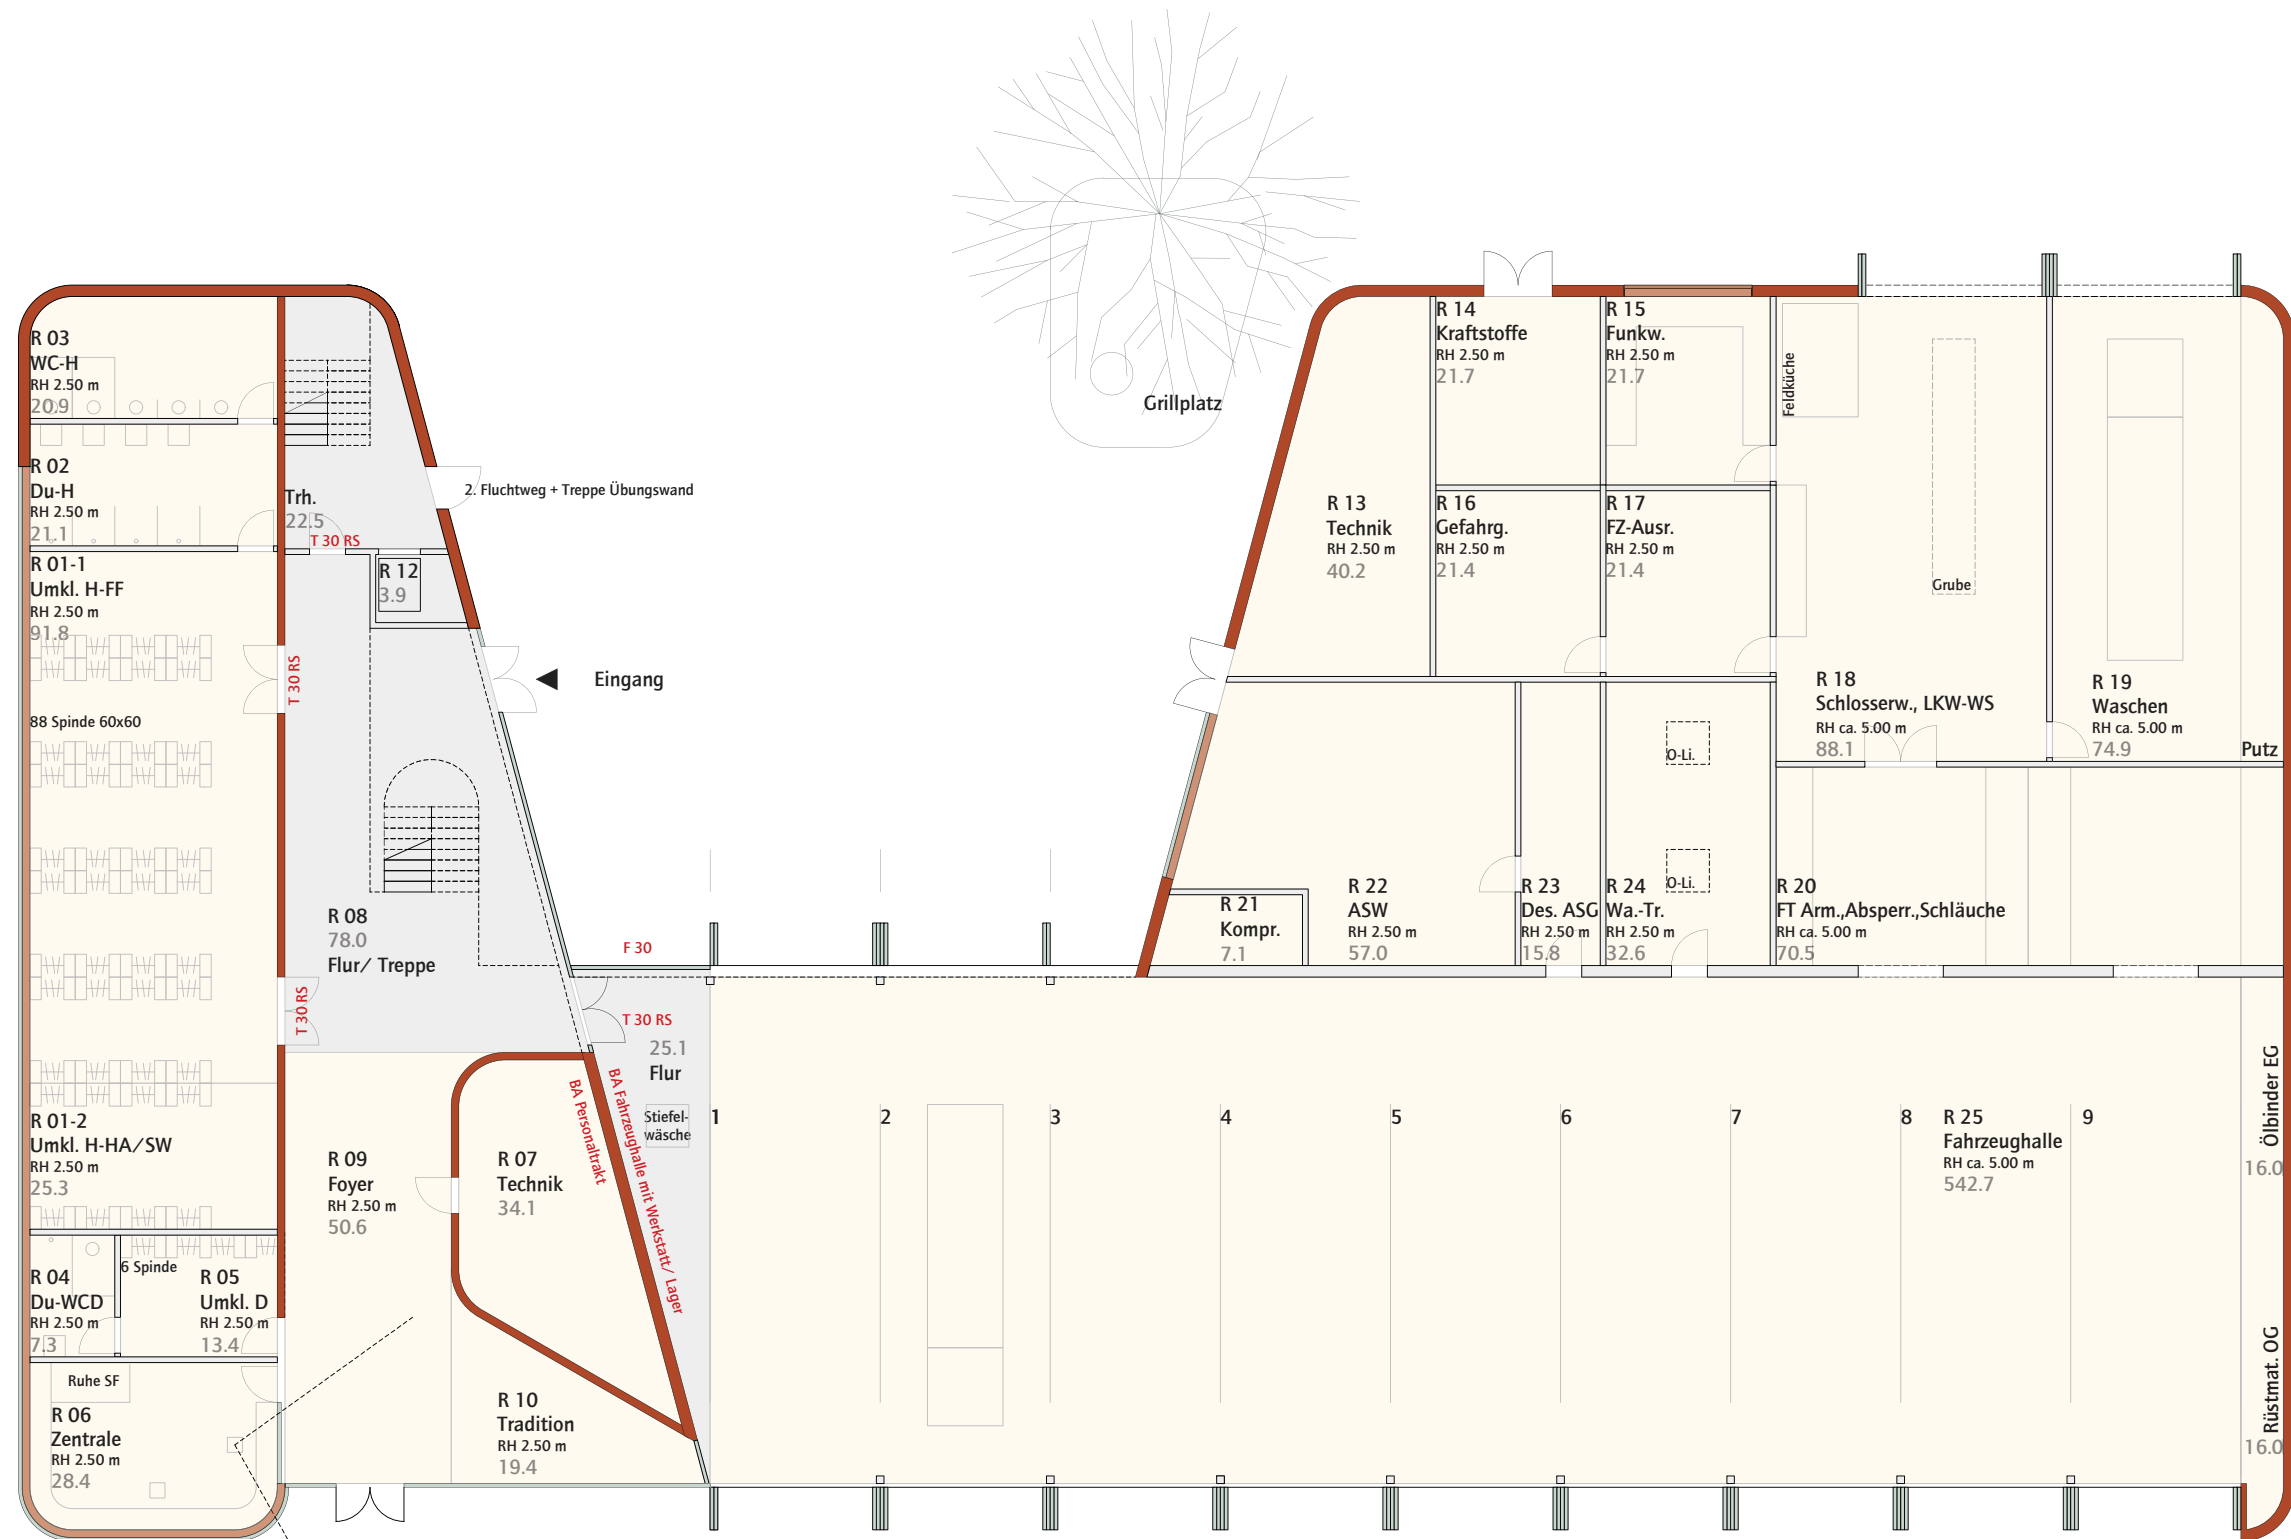 Grillplatz
R 03
WC-H
RH 2.50 m
20.9
R 02
Du-H
RH 2.50 m
21.1
Trh.
22.5
T 30 RS
2. Fluchtweg + Treppe Übungswand
R 01-1
Umkl. H-FF
RH 2.50 m
91.8
88 Spinde 60x60
T 30 RS
R 12
3.9
Eingang
R 08
78.0
Flur/ Treppe
T 30 RS
F 30
T 30 RS
25.1
Flur
Stiefel-
wäsche
BA Personaltrakt
BA Fahrzeughalle mit Werkstatt/ Lager
R 01-2
Umkl. H-HA/SW
RH 2.50 m
25.3
R 09
Foyer
RH 2.50 m
50.6
R 07
Technik
34.1
R 04
Du-WCD
RH 2.50 m
7.3
6 Spinde
R 05
Umkl. D
RH 2.50 m
13.4
Ruhe SF
R 06
Zentrale
RH 2.50 m
28.4
R 10
Tradition
RH 2.50 m
19.4
R 13
Technik
RH 2.50 m
40.2
R 14
Kraftstoffe
RH 2.50 m
21.7
R 15
Funkw.
RH 2.50 m
21.7
R 16
Gefahrg.
RH 2.50 m
21.4
R 17
FZ-Ausr.
RH 2.50 m
21.4
Feldküche
Grube
R 18
Schlosserw., LKW-WS
RH ca. 5.00 m
88.1
R 19
Waschen
RH ca. 5.00 m
74.9
Putz
O-Li.
O-Li.
R 21
Kompr.
7.1
R 22
ASW
RH 2.50 m
57.0
R 23
Des. ASG
RH 2.50 m
15.8
R 24
Wa.-Tr.
RH 2.50 m
32.6
R 20
FT Arm.,Absperr.,Schläuche
RH ca. 5.00 m
70.5
1
2
3
4
5
6
7
8
R 25
Fahrzeughalle
RH ca. 5.00 m
542.7
9
Ölbinder EG
16.0
Rüstmat. OG
16.0